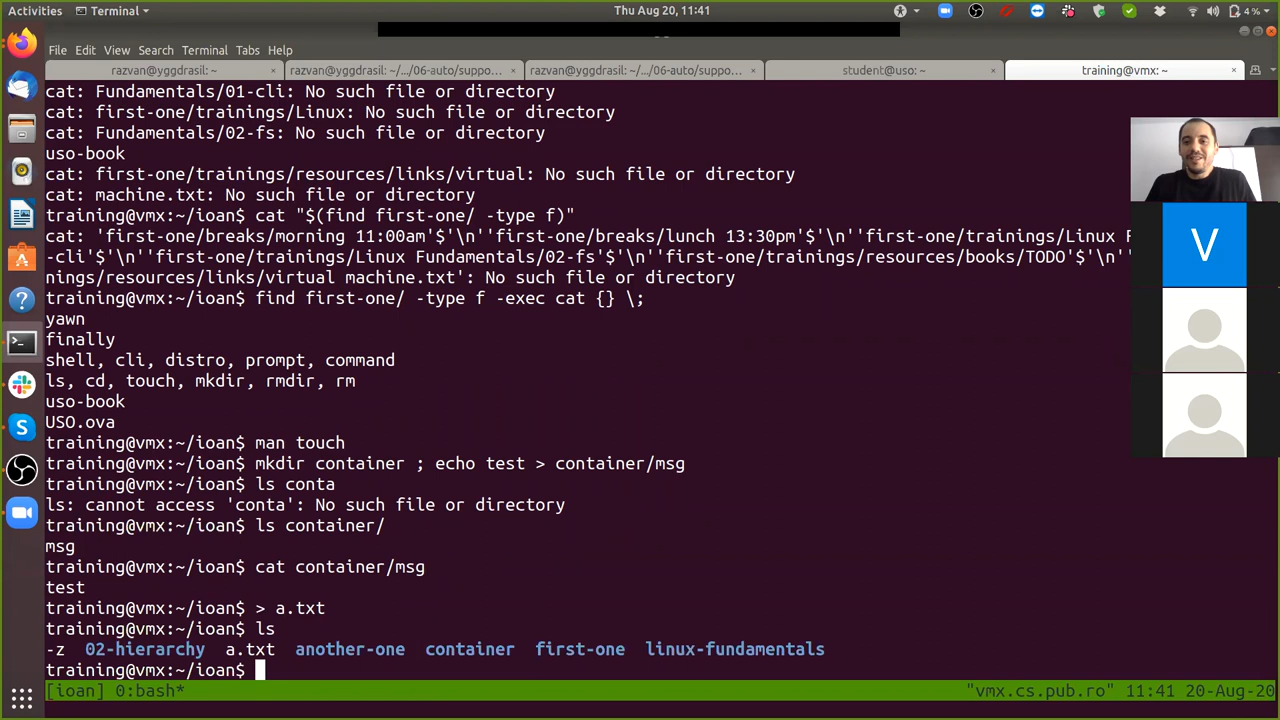 Activities Terminal Thu Aug 20, 11:41 4 %
File Edit View Search Terminal Tabs Help
razvan@yggdrasil: ~ × razvan@yggdrasil: ~/.../06-auto/suppo... × razvan@yggdrasil: ~/.../06-auto/suppo... × student@uso: ~ × training@vmx: ~ ×
cat: Fundamentals/01-cli: No such file or directory
cat: first-one/trainings/Linux: No such file or directory
cat: Fundamentals/02-fs: No such file or directory
uso-book
cat: first-one/trainings/resources/links/virtual: No such file or directory
cat: machine.txt: No such file or directory
training@vmx:~/ioan$ cat "$(find first-one/ -type f)"
cat: 'first-one/breaks/morning 11:00am'$'\n''first-one/breaks/lunch 13:30pm'$'\n''first-one/trainings/Linux F
-cli'$'\n''first-one/trainings/Linux Fundamentals/02-fs'$'\n''first-one/trainings/resources/books/TODO'$'\n''
nings/resources/links/virtual machine.txt': No such file or directory
training@vmx:~/ioan$ find first-one/ -type f -exec cat {} \;
yawn
finally
shell, cli, distro, prompt, command
ls, cd, touch, mkdir, rmdir, rm
uso-book
USO.ova
training@vmx:~/ioan$ man touch
training@vmx:~/ioan$ mkdir container ; echo test > container/msg
training@vmx:~/ioan$ ls conta
ls: cannot access 'conta': No such file or directory
training@vmx:~/ioan$ ls container/
msg
training@vmx:~/ioan$ cat container/msg
test
training@vmx:~/ioan$ > a.txt
training@vmx:~/ioan$ ls
-z 02-hierarchy a.txt another-one container first-one linux-fundamentals
training@vmx:~/ioan$
[ioan] 0:bash* "vmx.cs.pub.ro" 11:41 20-Aug-20
V